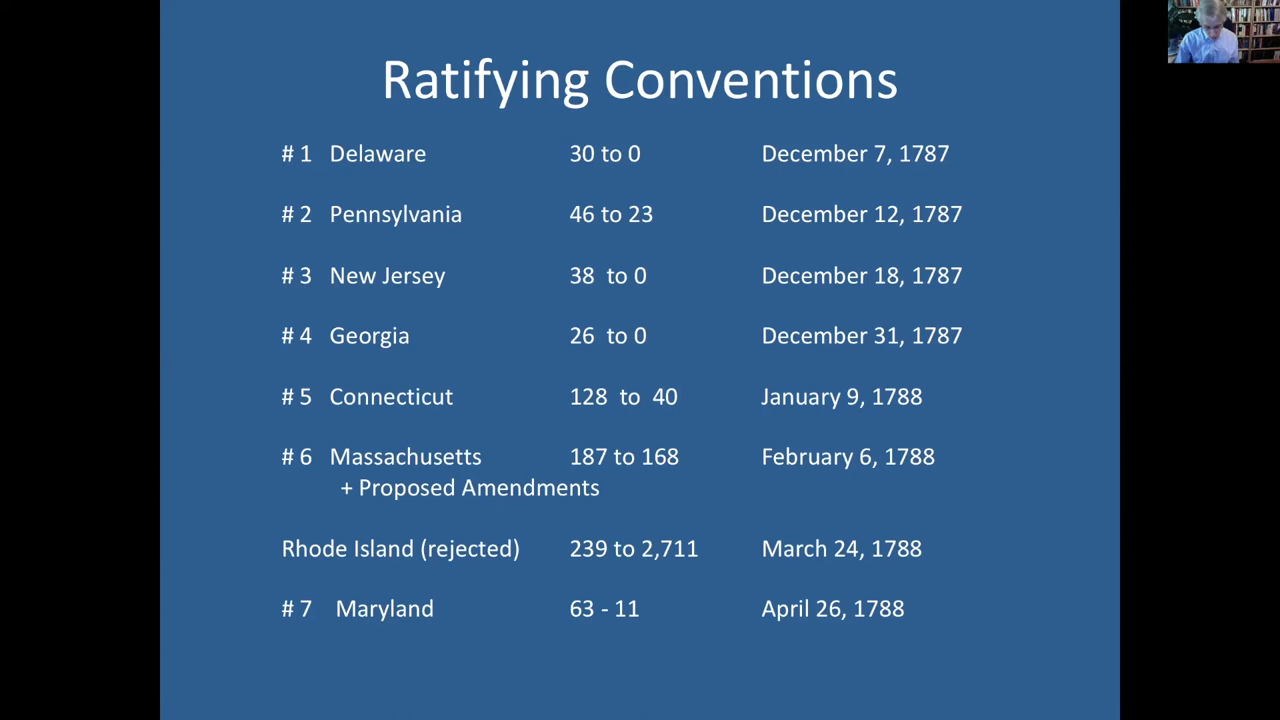 Ratifying Conventions
# 1 Delaware 30 to 0 December 7, 1787
# 2 Pennsylvania 46 to 23 December 12, 1787
# 3 New Jersey 38 to 0 December 18, 1787
# 4 Georgia 26 to 0 December 31, 1787
# 5 Connecticut 128 to 40 January 9, 1788
# 6 Massachusetts 187 to 168 February 6, 1788
+ Proposed Amendments
Rhode Island (rejected) 239 to 2,711 March 24, 1788
# 7 Maryland 63 - 11 April 26, 1788